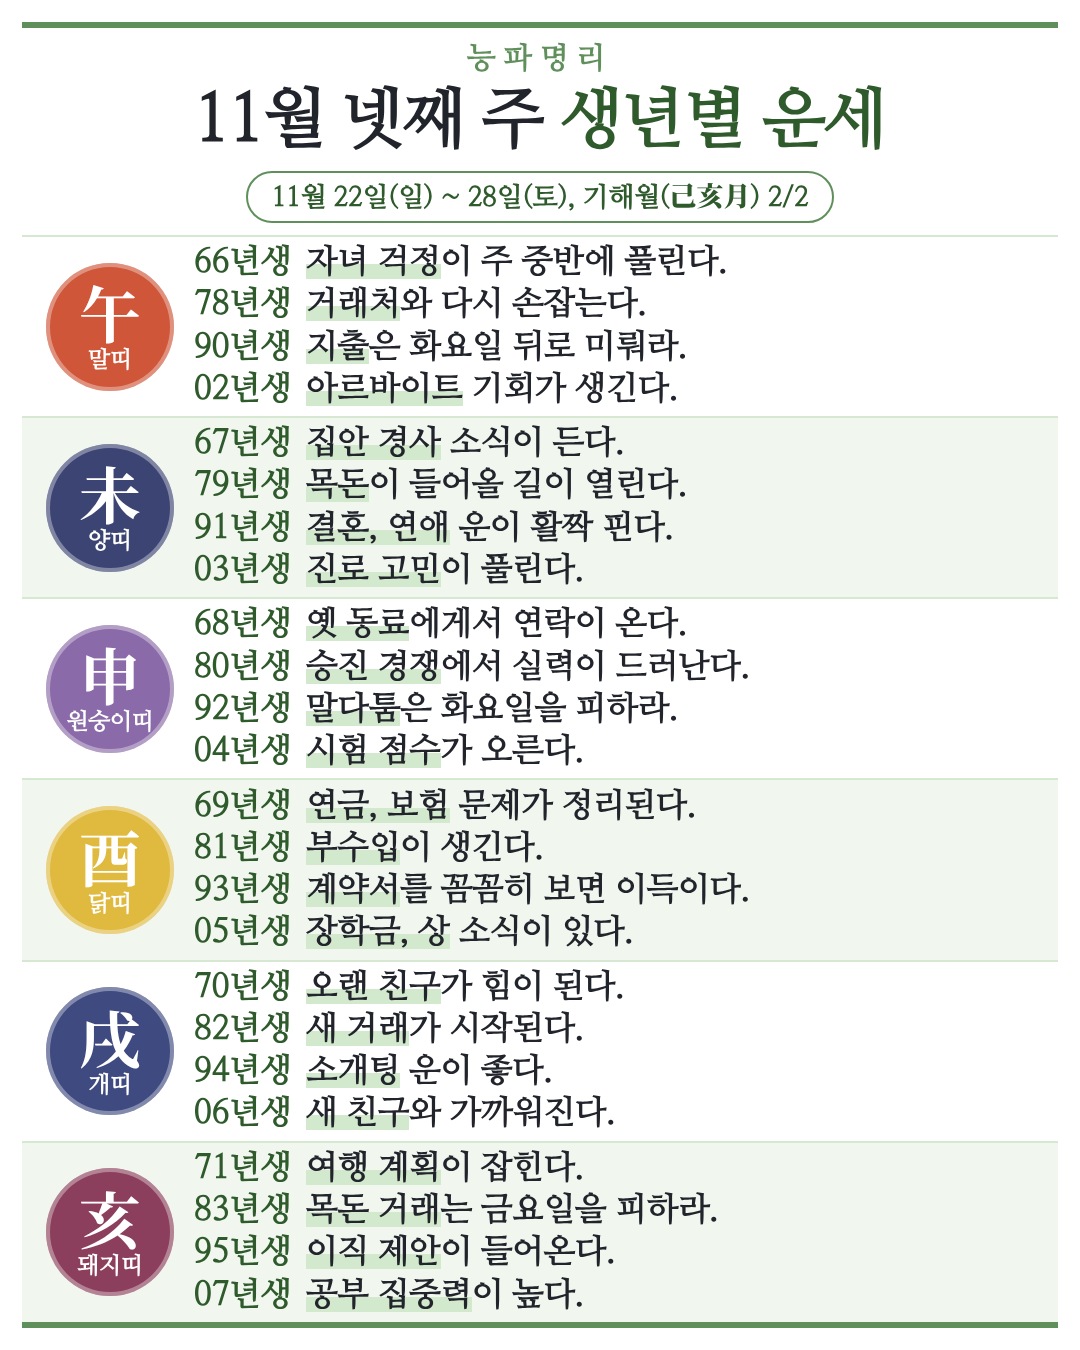 능파명리
11월 넷째 주 생년별 운세
11월 22일(일) ~ 28일(토), 기해월(己亥月) 2/2
午
말띠
66년생 자녀 걱정이 주 중반에 풀린다.
78년생 거래처와 다시 손잡는다.
90년생 지출은 화요일 뒤로 미뤄라.
02년생 아르바이트 기회가 생긴다.
未
양띠
67년생 집안 경사 소식이 든다.
79년생 목돈이 들어올 길이 열린다.
91년생 결혼, 연애 운이 활짝 핀다.
03년생 진로 고민이 풀린다.
申
원숭이띠
68년생 옛 동료에게서 연락이 온다.
80년생 승진 경쟁에서 실력이 드러난다.
92년생 말다툼은 화요일을 피하라.
04년생 시험 점수가 오른다.
酉
닭띠
69년생 연금, 보험 문제가 정리된다.
81년생 부수입이 생긴다.
93년생 계약서를 꼼꼼히 보면 이득이다.
05년생 장학금, 상 소식이 있다.
戌
개띠
70년생 오랜 친구가 힘이 된다.
82년생 새 거래가 시작된다.
94년생 소개팅 운이 좋다.
06년생 새 친구와 가까워진다.
亥
돼지띠
71년생 여행 계획이 잡힌다.
83년생 목돈 거래는 금요일을 피하라.
95년생 이직 제안이 들어온다.
07년생 공부 집중력이 높다.